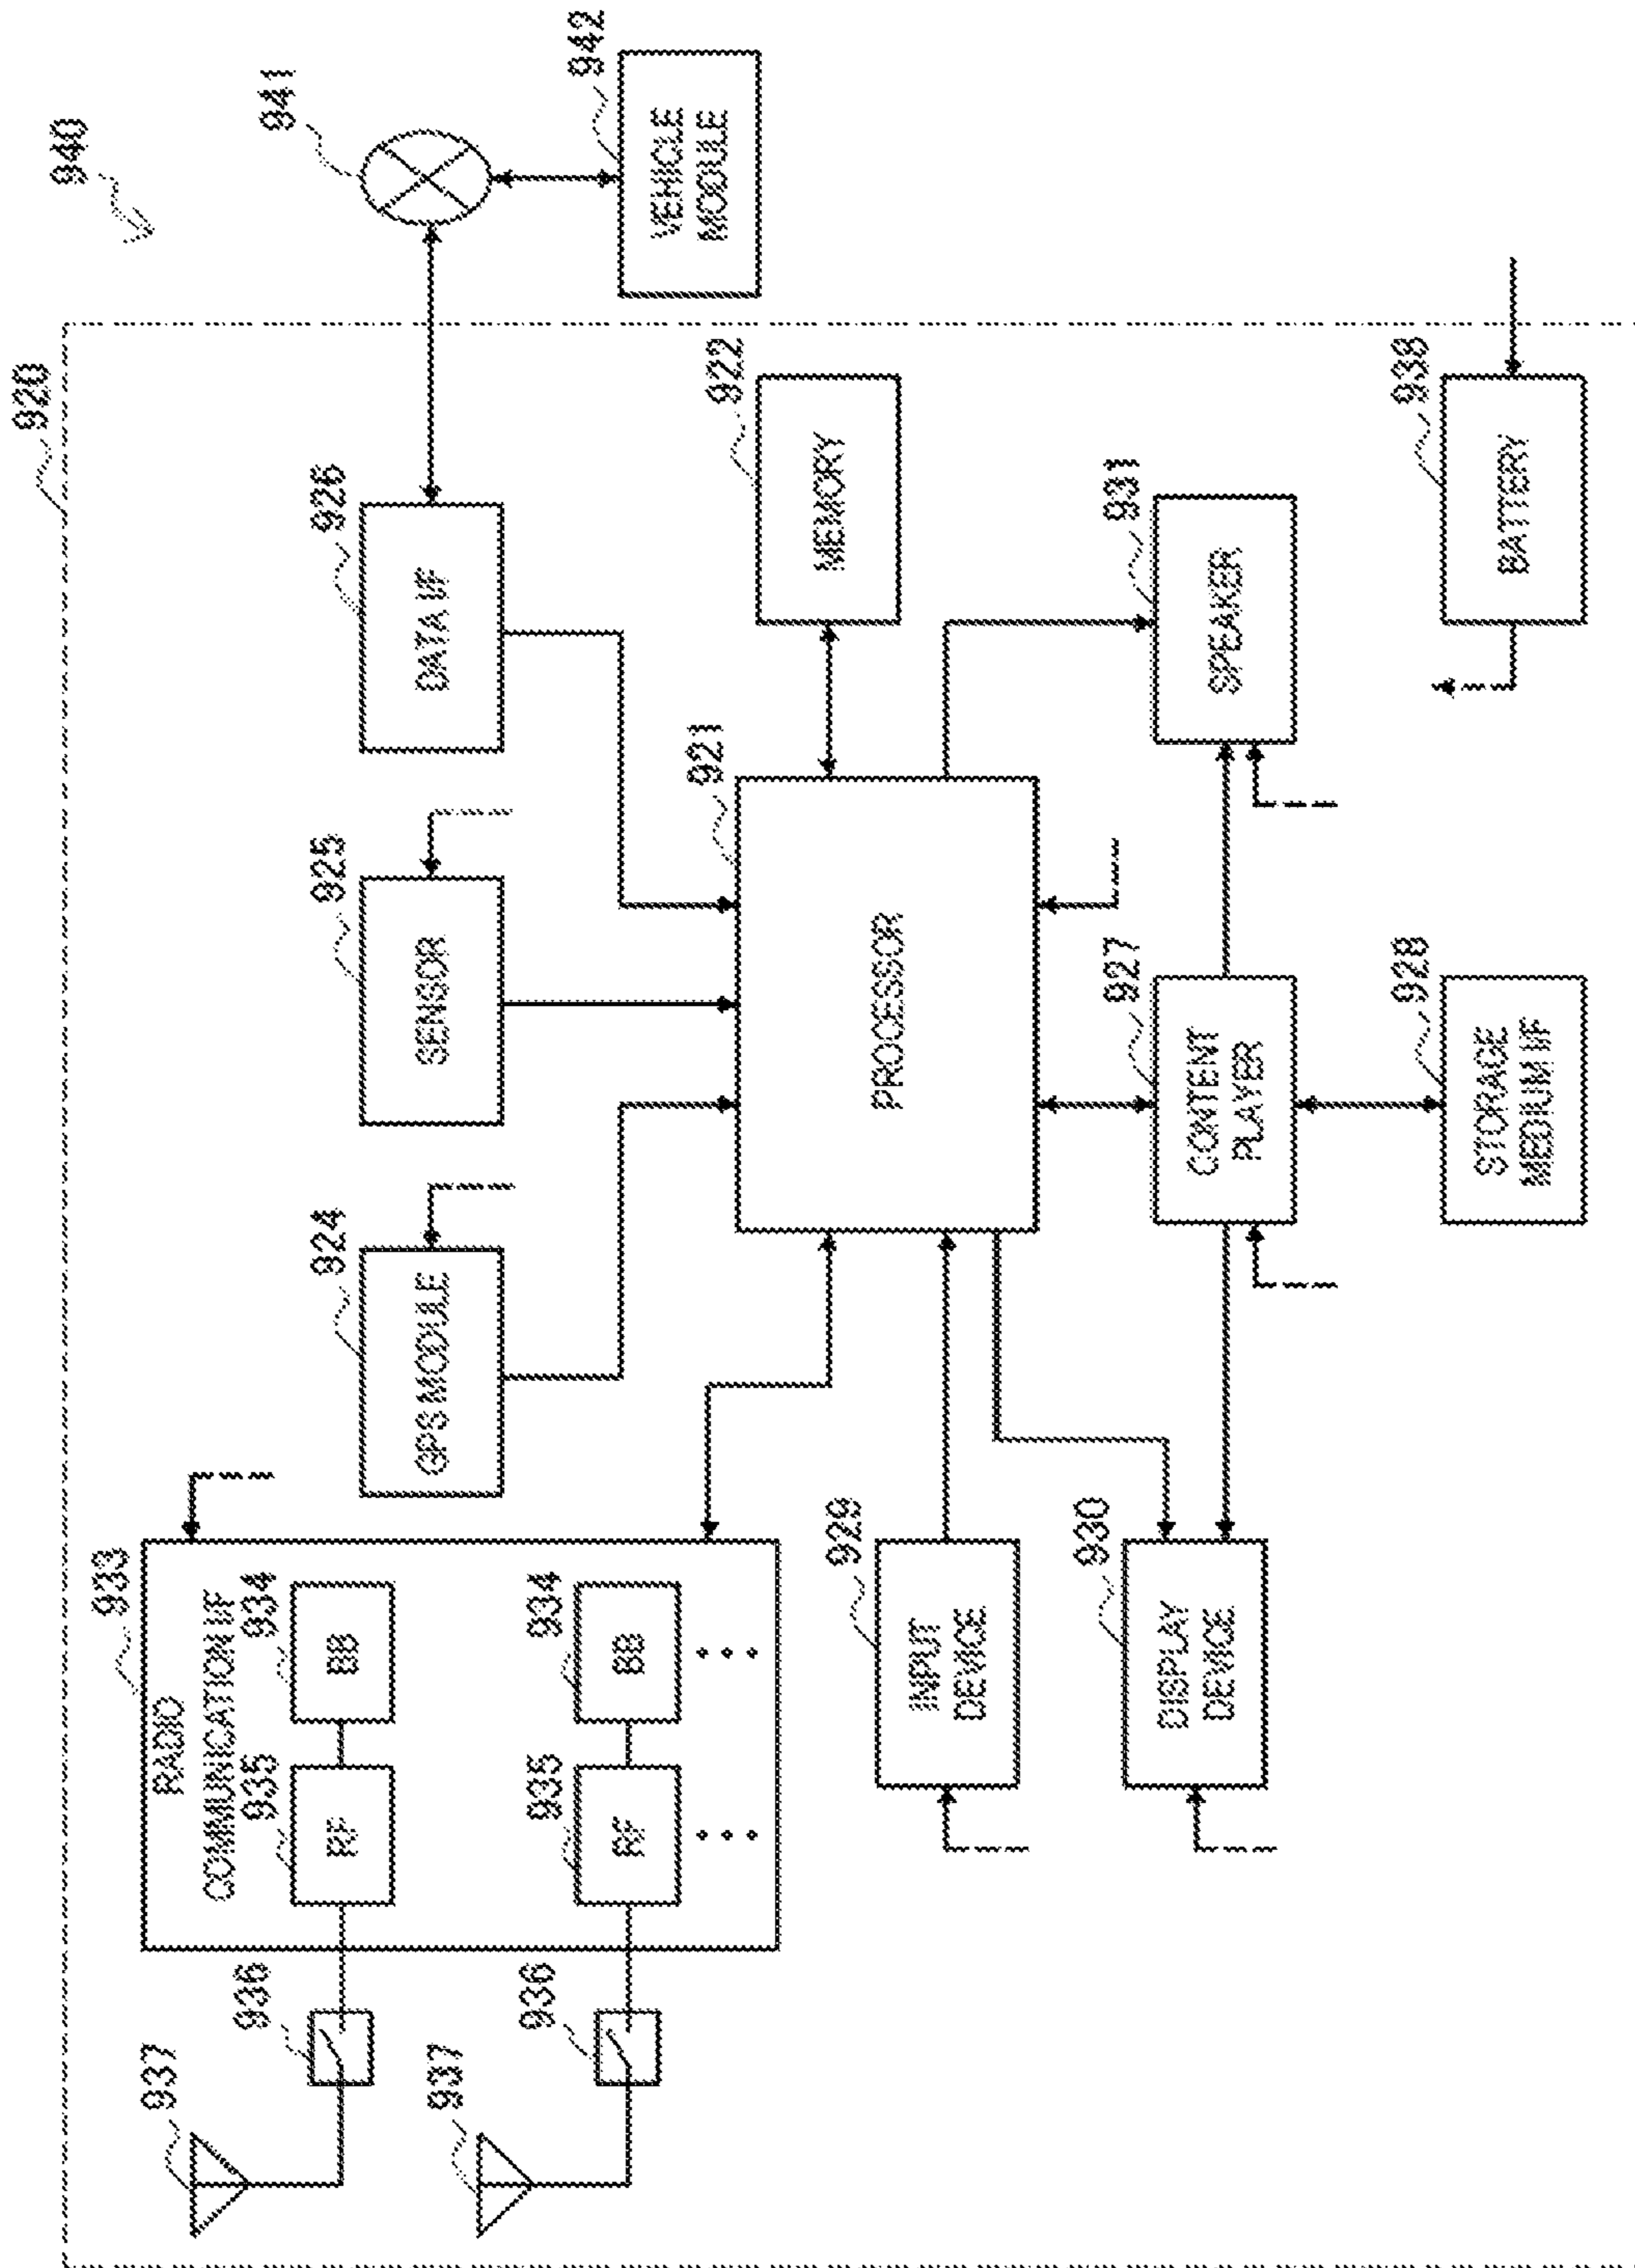 940
920
941
942
VEHICLE
MODULE
933
RADIO
COMMUNICATION I/F
937
936
935
RF
934
BB
937
936
935
RF
934
BB
924
GPS MODULE
925
SENSOR
926
DATA I/F
921
PROCESSOR
922
MEMORY
929
INPUT
DEVICE
930
DISPLAY
DEVICE
927
CONTENT
PLAYER
931
SPEAKER
928
STORAGE
MEDIUM I/F
938
BATTERY